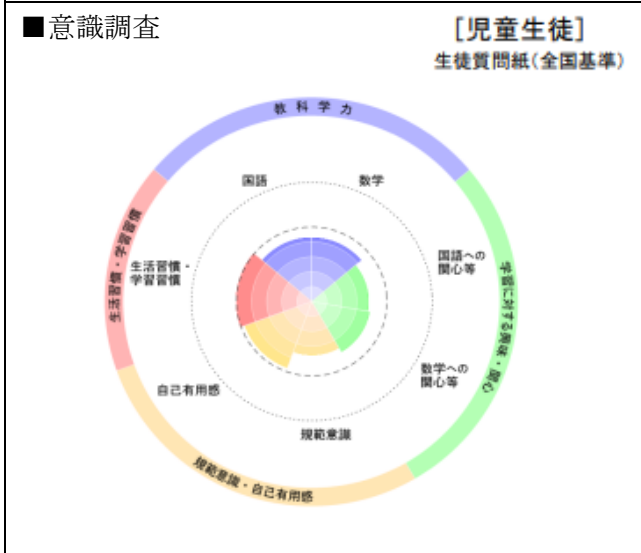 ■意識調査
[児童生徒]
生徒質問紙(全国基準)
教科学力
国語
数学
生活習慣・学習習慣
生活習慣・
学習習慣
国語への
関心等
学習に対する興味・関心
数学への
関心等
自己有用感
規範意識
規範意識・自己有用感